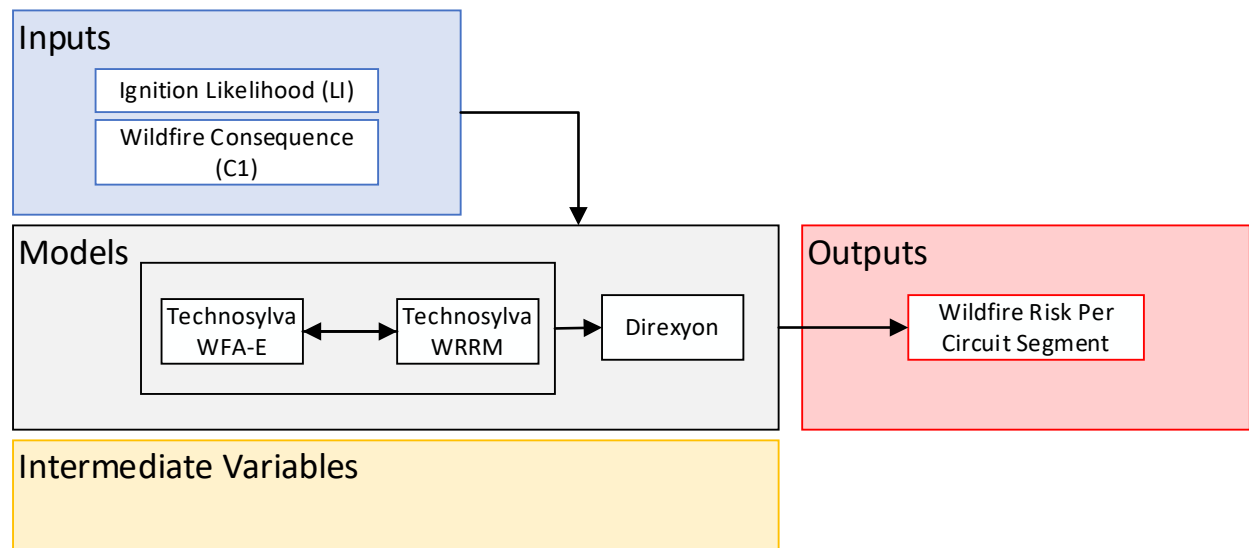 Inputs
Ignition Likelihood (LI)
Wildfire Consequence
(C1)
Models
Technosylva
WFA-E
Technosylva
WRRM
Direxyon
Outputs
Wildfire Risk Per
Circuit Segment
Intermediate Variables